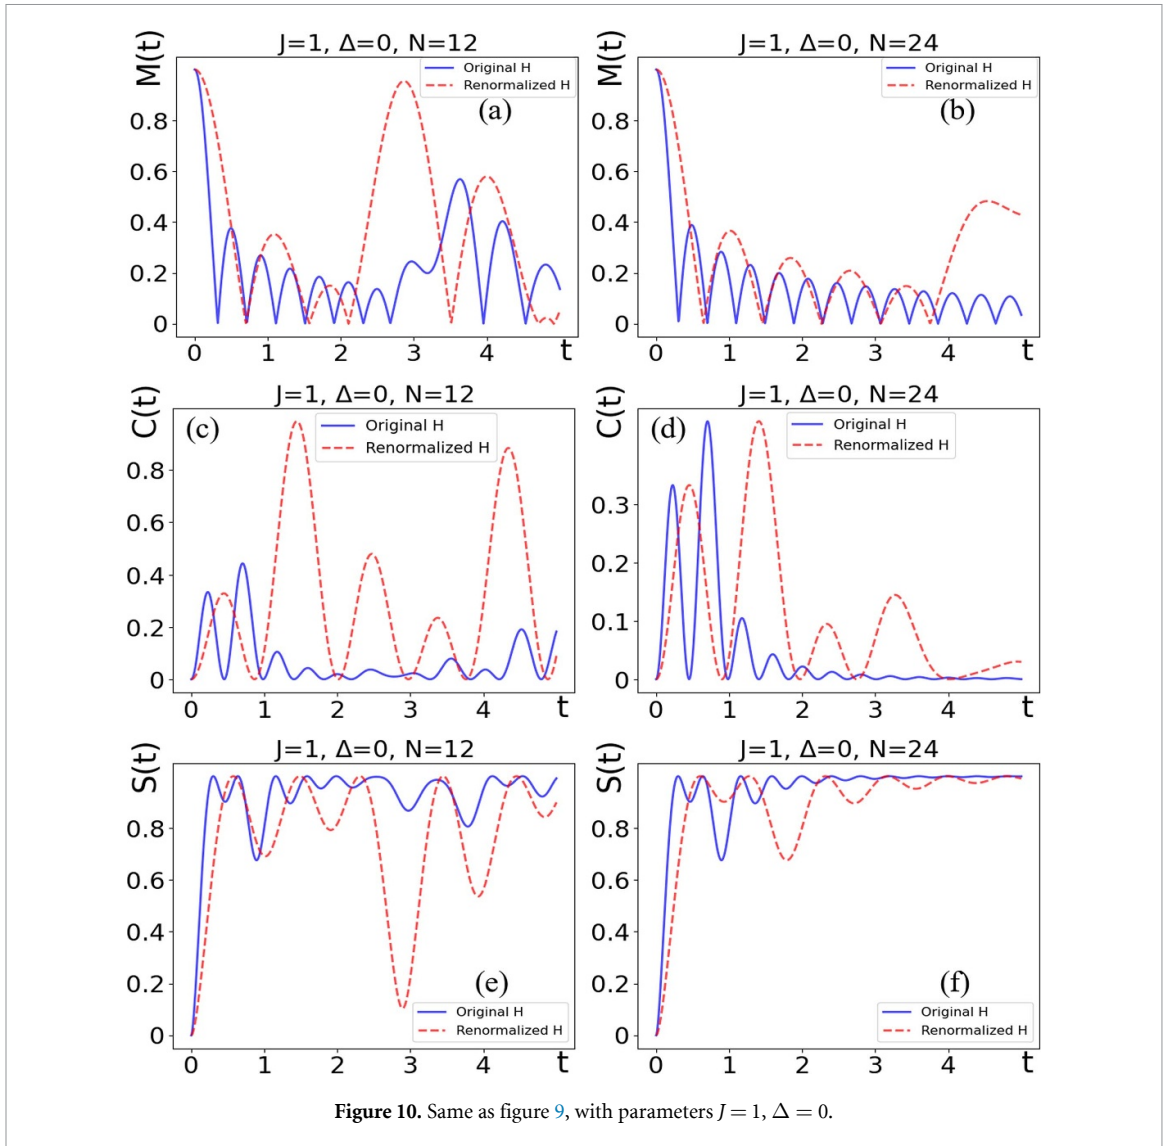 J=1, Δ=0, N=12
M(t)
Original H
Renormalized H
(a)
0.8
0.6
0.4
0.2
0
0 1 2 3 4 t
J=1, Δ=0, N=24
M(t)
Original H
Renormalized H
(b)
0.8
0.6
0.4
0.2
0
0 1 2 3 4 t
J=1, Δ=0, N=12
C(t)
(c)
Original H
Renormalized H
0.8
0.6
0.4
0.2
0
0 1 2 3 4 t
J=1, Δ=0, N=24
C(t)
(d)
Original H
Renormalized H
0.3
0.2
0.1
0
0 1 2 3 4 t
J=1, Δ=0, N=12
S(t)
0.8
0.6
0.4
0.2
0
(e)
Original H
Renormalized H
0 1 2 3 4 t
J=1, Δ=0, N=24
S(t)
0.8
0.6
0.4
0.2
0
(f)
Original H
Renormalized H
0 1 2 3 4 t
Figure 10. Same as figure 9, with parameters J = 1, Δ = 0.